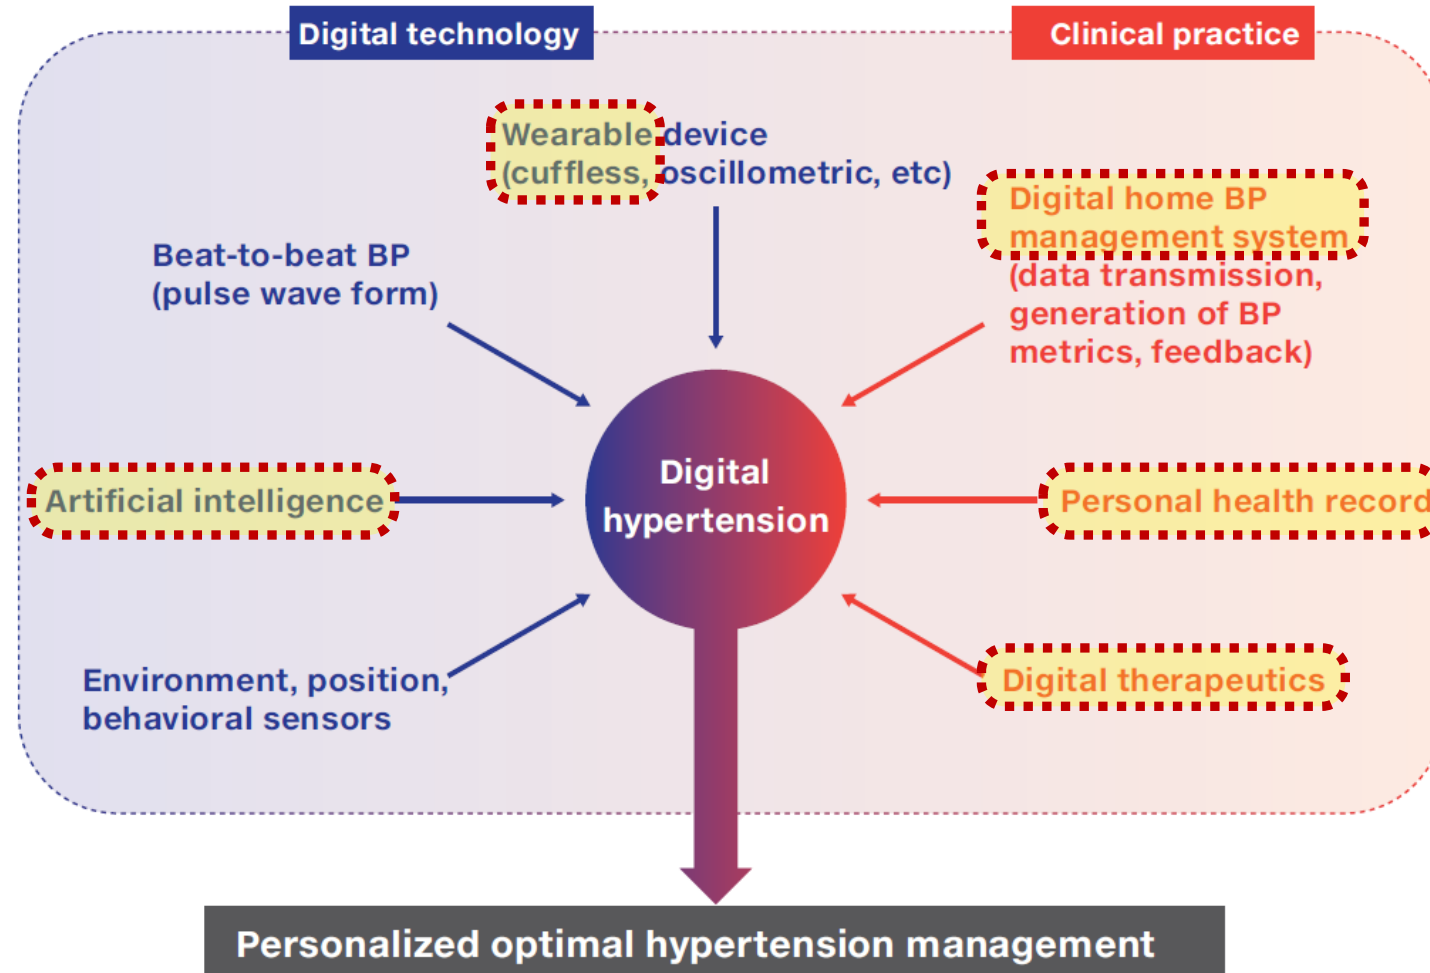 Digital technology
Clinical practice
Wearable device
(cuffless, oscillometric, etc)
Digital home BP
management system
(data transmission,
generation of BP
metrics, feedback)
Beat-to-beat BP
(pulse wave form)
Digital
hypertension
Artificial intelligence
Personal health record
Environment, position,
behavioral sensors
Digital therapeutics
Personalized optimal hypertension management